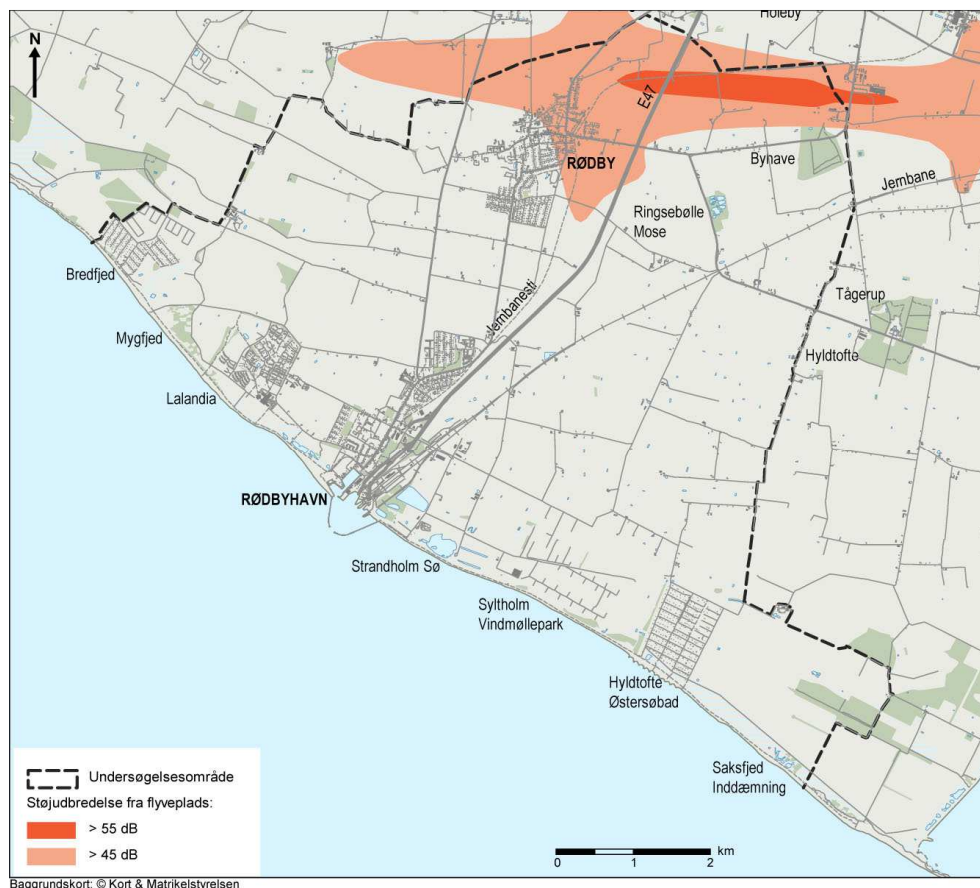 Holeby
N
E47
RØDBY
Bynave
Jernbane
Ringsebølle
Mose
Bredfjed
Tågerup
Jernbanesti
Mygfjed
Hyldtofte
Lalandia
RØDBYHAVN
Strandholm Sø
Syltholm
Vindmøllepark
Hyldtofte
Østersøbad
Saksfjed
Inddæmning
Undersøgelsesområde
Støjudbredelse fra flyveplads:
> 55 dB
> 45 dB
km
0 1 2
Baggrundskort: © Kort & Matrikelstyrelsen